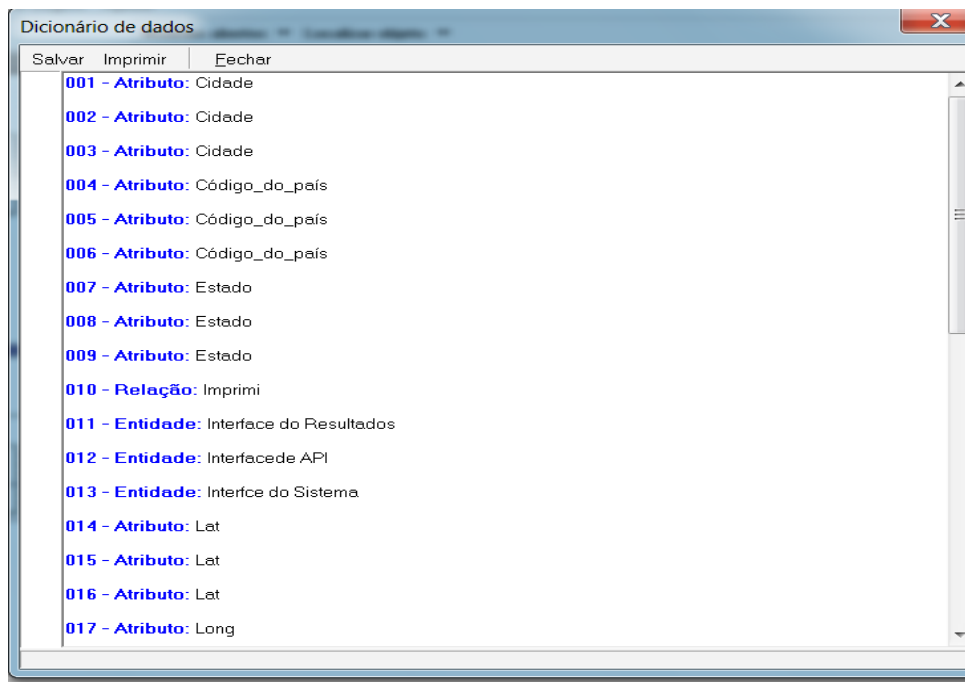 Dicionário de dados
Salvar Imprimir Fechar
001 - Atributo: Cidade
002 - Atributo: Cidade
003 - Atributo: Cidade
004 - Atributo: Código_do_país
005 - Atributo: Código_do_país
006 - Atributo: Código_do_país
007 - Atributo: Estado
008 - Atributo: Estado
009 - Atributo: Estado
010 - Relação: Imprimi
011 - Entidade: Interface do Resultados
012 - Entidade: Interfacede API
013 - Entidade: Interfce do Sistema
014 - Atributo: Lat
015 - Atributo: Lat
016 - Atributo: Lat
017 - Atributo: Long